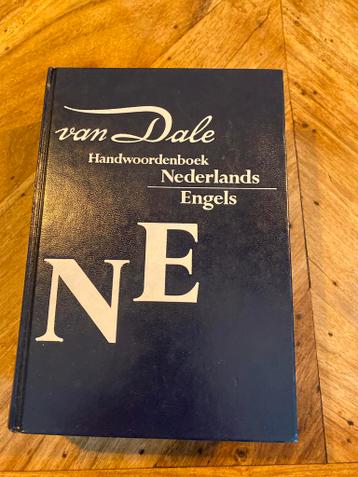 van Dale
Handwoordenboek
Nederlands
Engels
NE